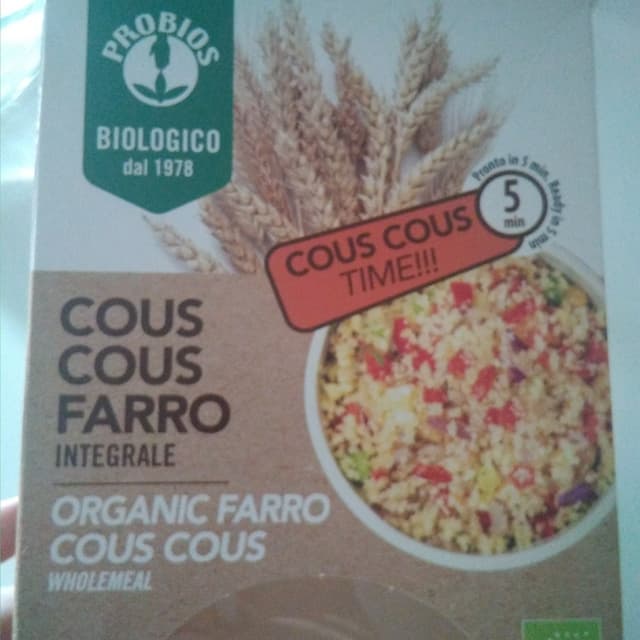 PROBIOS
BIOLOGICO
dal 1978
Pronto in 5 min. Ready in 5 min
5
min
COUS COUS
TIME!!!
COUS
COUS
FARRO
INTEGRALE
ORGANIC FARRO
COUS COUS
WHOLEMEAL